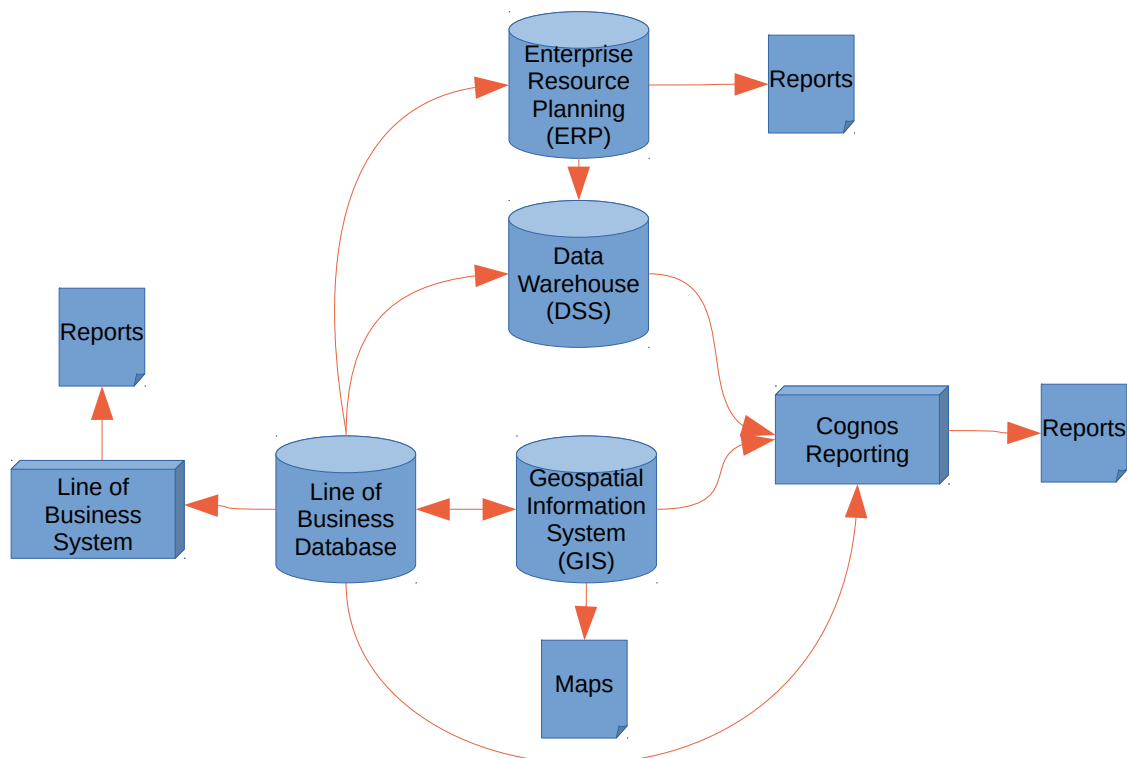 Enterprise
Resource
Planning
(ERP)
Reports
Data
Warehouse
(DSS)
Reports
Line of
Business
System
Line of
Business
Database
Geospatial
Information
System
(GIS)
Cognos
Reporting
Reports
Maps